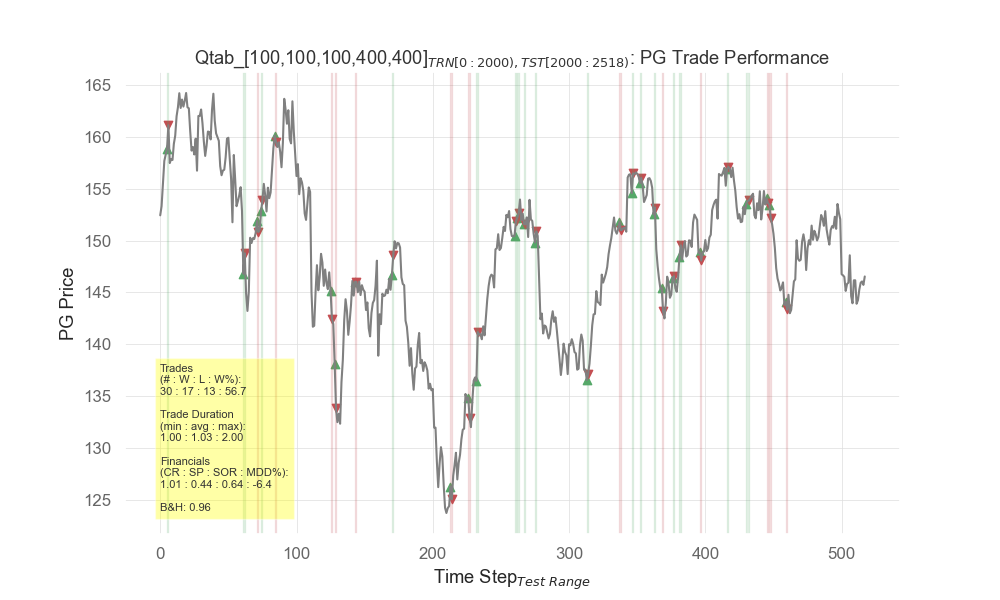 Qtab_[100,100,100,400,400]TRN[0 : 2000), TST[2000 : 2518): PG Trade Performance
PG Price
165
160
155
150
145
140
135
130
125
Trades
(# : W : L : W%):
30 : 17 : 13 : 56.7
Trade Duration
(min : avg : max):
1.00 : 1.03 : 2.00
Financials
(CR : SP : SOR : MDD%):
1.01 : 0.44 : 0.64 : -6.4
B&H: 0.96
0 100 200 300 400 500
Time StepTest Range